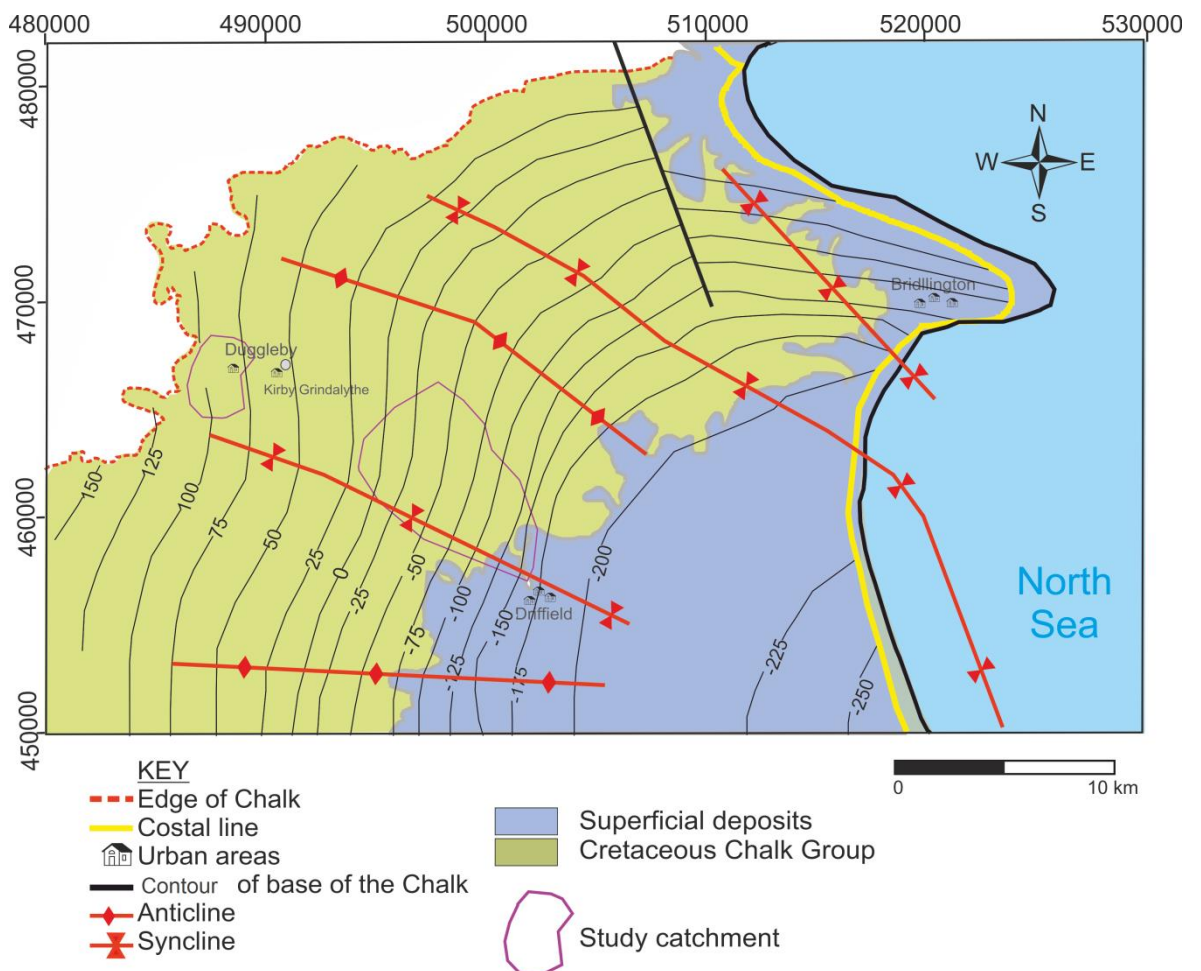 480000 490000 500000 510000 520000 530000
480000
470000
460000
450000
N
W E
S
Bridllington
Duggleby
Kirby Grindalythe
Driffield
150
125
100
75
50
25
0
-25
-50
-75
-100
-125
-150
-175
-200
-225
-250
North
Sea
0 10 km
KEY
Edge of Chalk
Costal line
Urban areas
Contour of base of the Chalk
Anticline
Syncline
Superficial deposits
Cretaceous Chalk Group
Study catchment